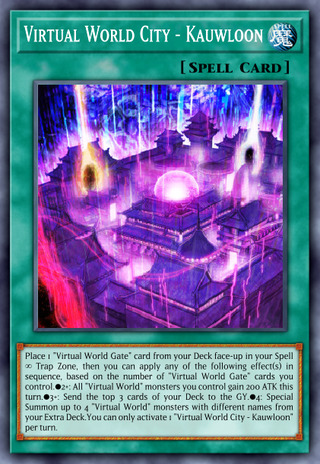 Virtual World City - Kauwloon
魔
[Spell Card]
Place 1 "Virtual World Gate" card from your Deck face-up in your Spell
∞ Trap Zone, then you can apply any of the following effect(s) in
sequence, based on the number of "Virtual World Gate" cards you
control.●2+: All "Virtual World" monsters you control gain 200 ATK this
turn.●3+: Send the top 3 cards of your Deck to the GY.●4: Special
Summon up to 4 "Virtual World" monsters with different names from
your Extra Deck.You can only activate 1 "Virtual World City - Kauwloon"
per turn.